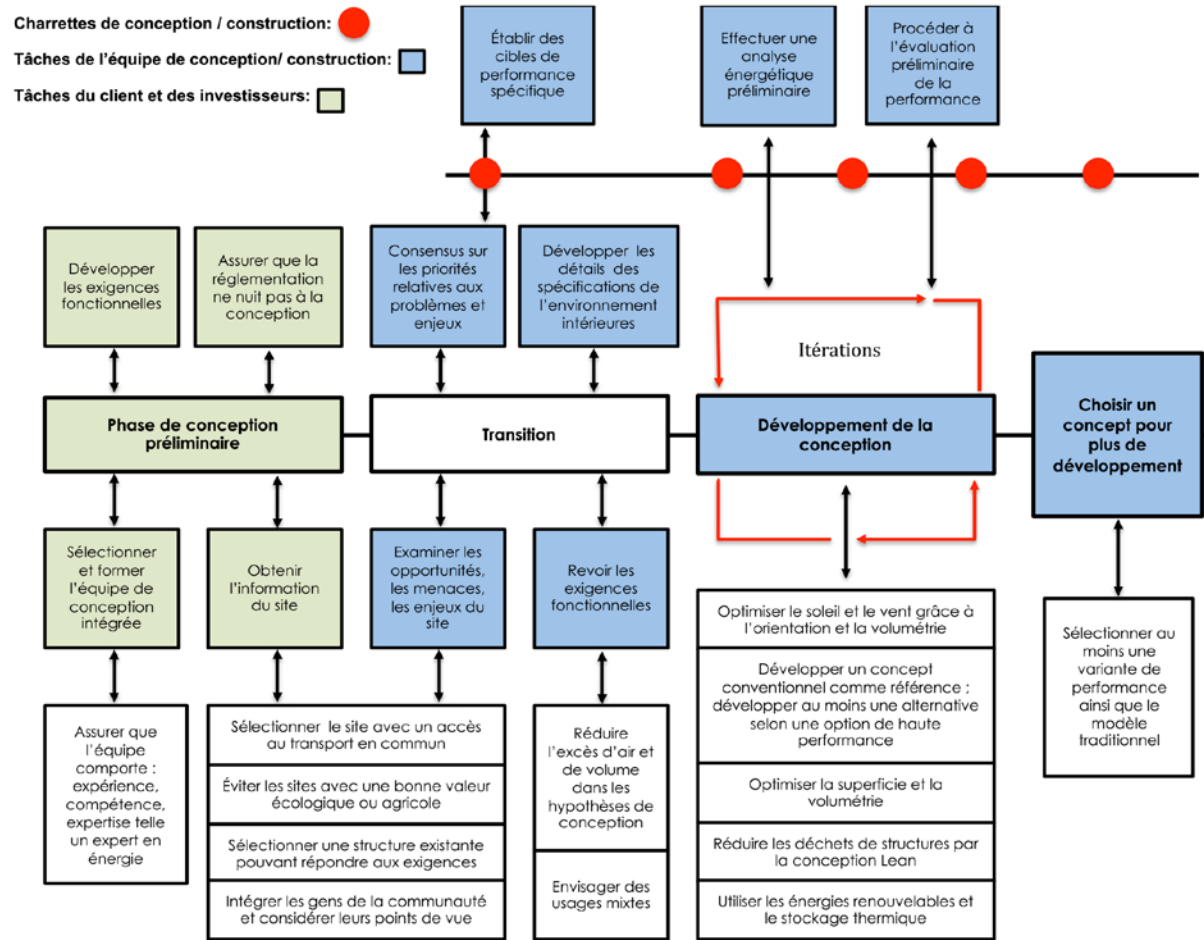 Charrettes de conception / construction:
Tâches de l'équipe de conception/ construction:
Tâches du client et des investisseurs:
Établir des
cibles de
performance
spécifique
Effectuer une
analyse
énergétique
préliminaire
Procéder à
l'évaluation
préliminaire
de la
performance
Développer
les exigences
fonctionnelles
Assurer que la
réglementation
ne nuit pas à la
conception
Consensus sur
les priorités
relatives aux
problèmes et
enjeux
Développer les
détails des
spécifications de
l'environnement
intérieures
Itérations
Phase de conception
préliminaire
Transition
Développement de la
conception
Choisir un
concept pour
plus de
développement
Sélectionner
et former
l'équipe de
conception
intégrée
Obtenir
l'information
du site
Examiner les
opportunités,
les menaces,
les enjeux du
site
Revoir les
exigences
fonctionnelles
Assurer que
l'équipe
comporte :
expérience,
compétence,
expertise telle
un expert en
énergie
Sélectionner le site avec un accès
au transport en commun
Éviter les sites avec une bonne valeur
écologique ou agricole
Sélectionner une structure existante
pouvant répondre aux exigences
Intégrer les gens de la communauté
et considérer leurs points de vue
Réduire
l'excès d'air et
de volume
dans les
hypothèses de
conception
Envisager des
usages mixtes
Optimiser le soleil et le vent grâce à
l'orientation et la volumétrie
Développer un concept
conventionnel comme référence ;
développer au moins une alternative
selon une option de haute
performance
Optimiser la superficie et la
volumétrie
Réduire les déchets de structures par
la conception Lean
Utiliser les énergies renouvelables et
le stockage thermique
Sélectionner au
moins une
variante de
performance
ainsi que le
modèle
traditionnel